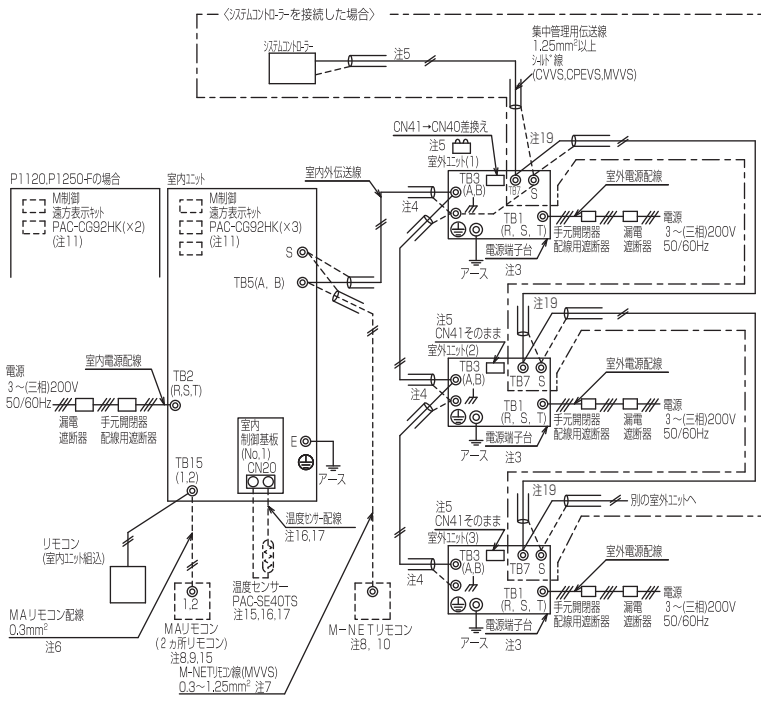 〈システムコントローラーを接続した場合〉
システムコントローラー
注5
集中管理用伝送線
1.25mm²以上
シールド線
(CVVS,CPEVS,MVVS)
CN41→CN40差換え
注5
室外ユニット(1)
注19
TB3
(A,B)
TB7
S
室外電源配線
TB1
(R, S, T)
電源端子台
注3
アース
手元開閉器
配線用遮断器
漏電
遮断器
電源
3～(三相)200V
50/60Hz
室内外伝送線
注4
P1120,P1250-Fの場合
M制御
遠方表示キット
PAC-CG92HK(×2)
(注11)
室内ユニット
M制御
遠方表示キット
PAC-CG92HK(×3)
(注11)
S
TB5(A, B)
注5
CN41そのまま
室外ユニット(2)
注19
TB3
(A,B)
TB7
S
室外電源配線
TB1
(R, S, T)
電源端子台
注3
アース
手元開閉器
配線用遮断器
漏電
遮断器
電源
3～(三相)200V
50/60Hz
注4
電源
3～(三相)200V
50/60Hz
室内電源配線
漏電
遮断器
手元開閉器
配線用遮断器
TB2
(R,S,T)
TB15
(1,2)
室内
制御基板
(No.1)
CN20
E
アース
温度センサー配線
注16,17
温度センサー
PAC-SE40TS
注15,16,17
リモコン
(室内ユニット組込)
MAリモコン配線
0.3mm²
注6
1,2
MAリモコン
(2ヵ所リモコン)
注8,9,15
M-NETリモコン線(MVVS)
0.3～1.25mm² 注7
M-NETリモコン
注8, 10
注5
CN41そのまま
室外ユニット(3)
注19
別の室外ユニットへ
TB3
(A,B)
TB7
S
室外電源配線
TB1
(R, S, T)
電源端子台
注3
アース
手元開閉器
配線用遮断器
漏電
遮断器
電源
3～(三相)200V
50/60Hz
注4